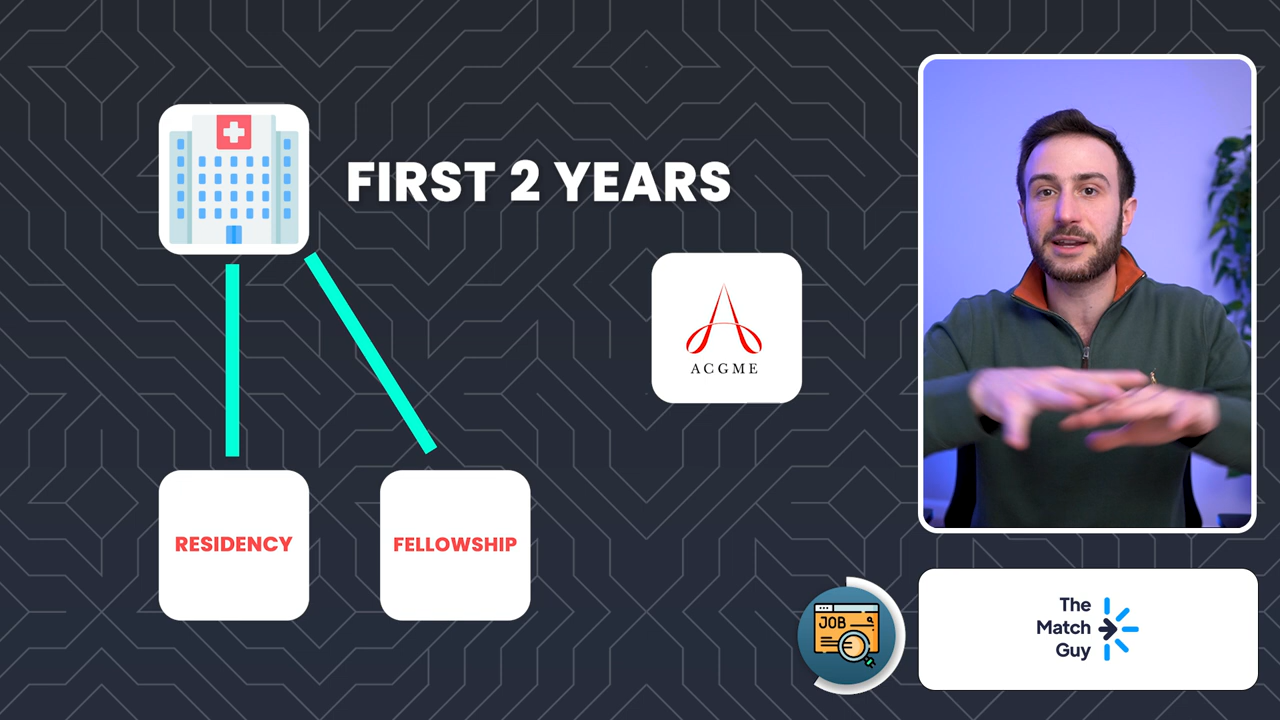 FIRST 2 YEARS
ACGME
RESIDENCY
FELLOWSHIP
JOB
The
Match
Guy